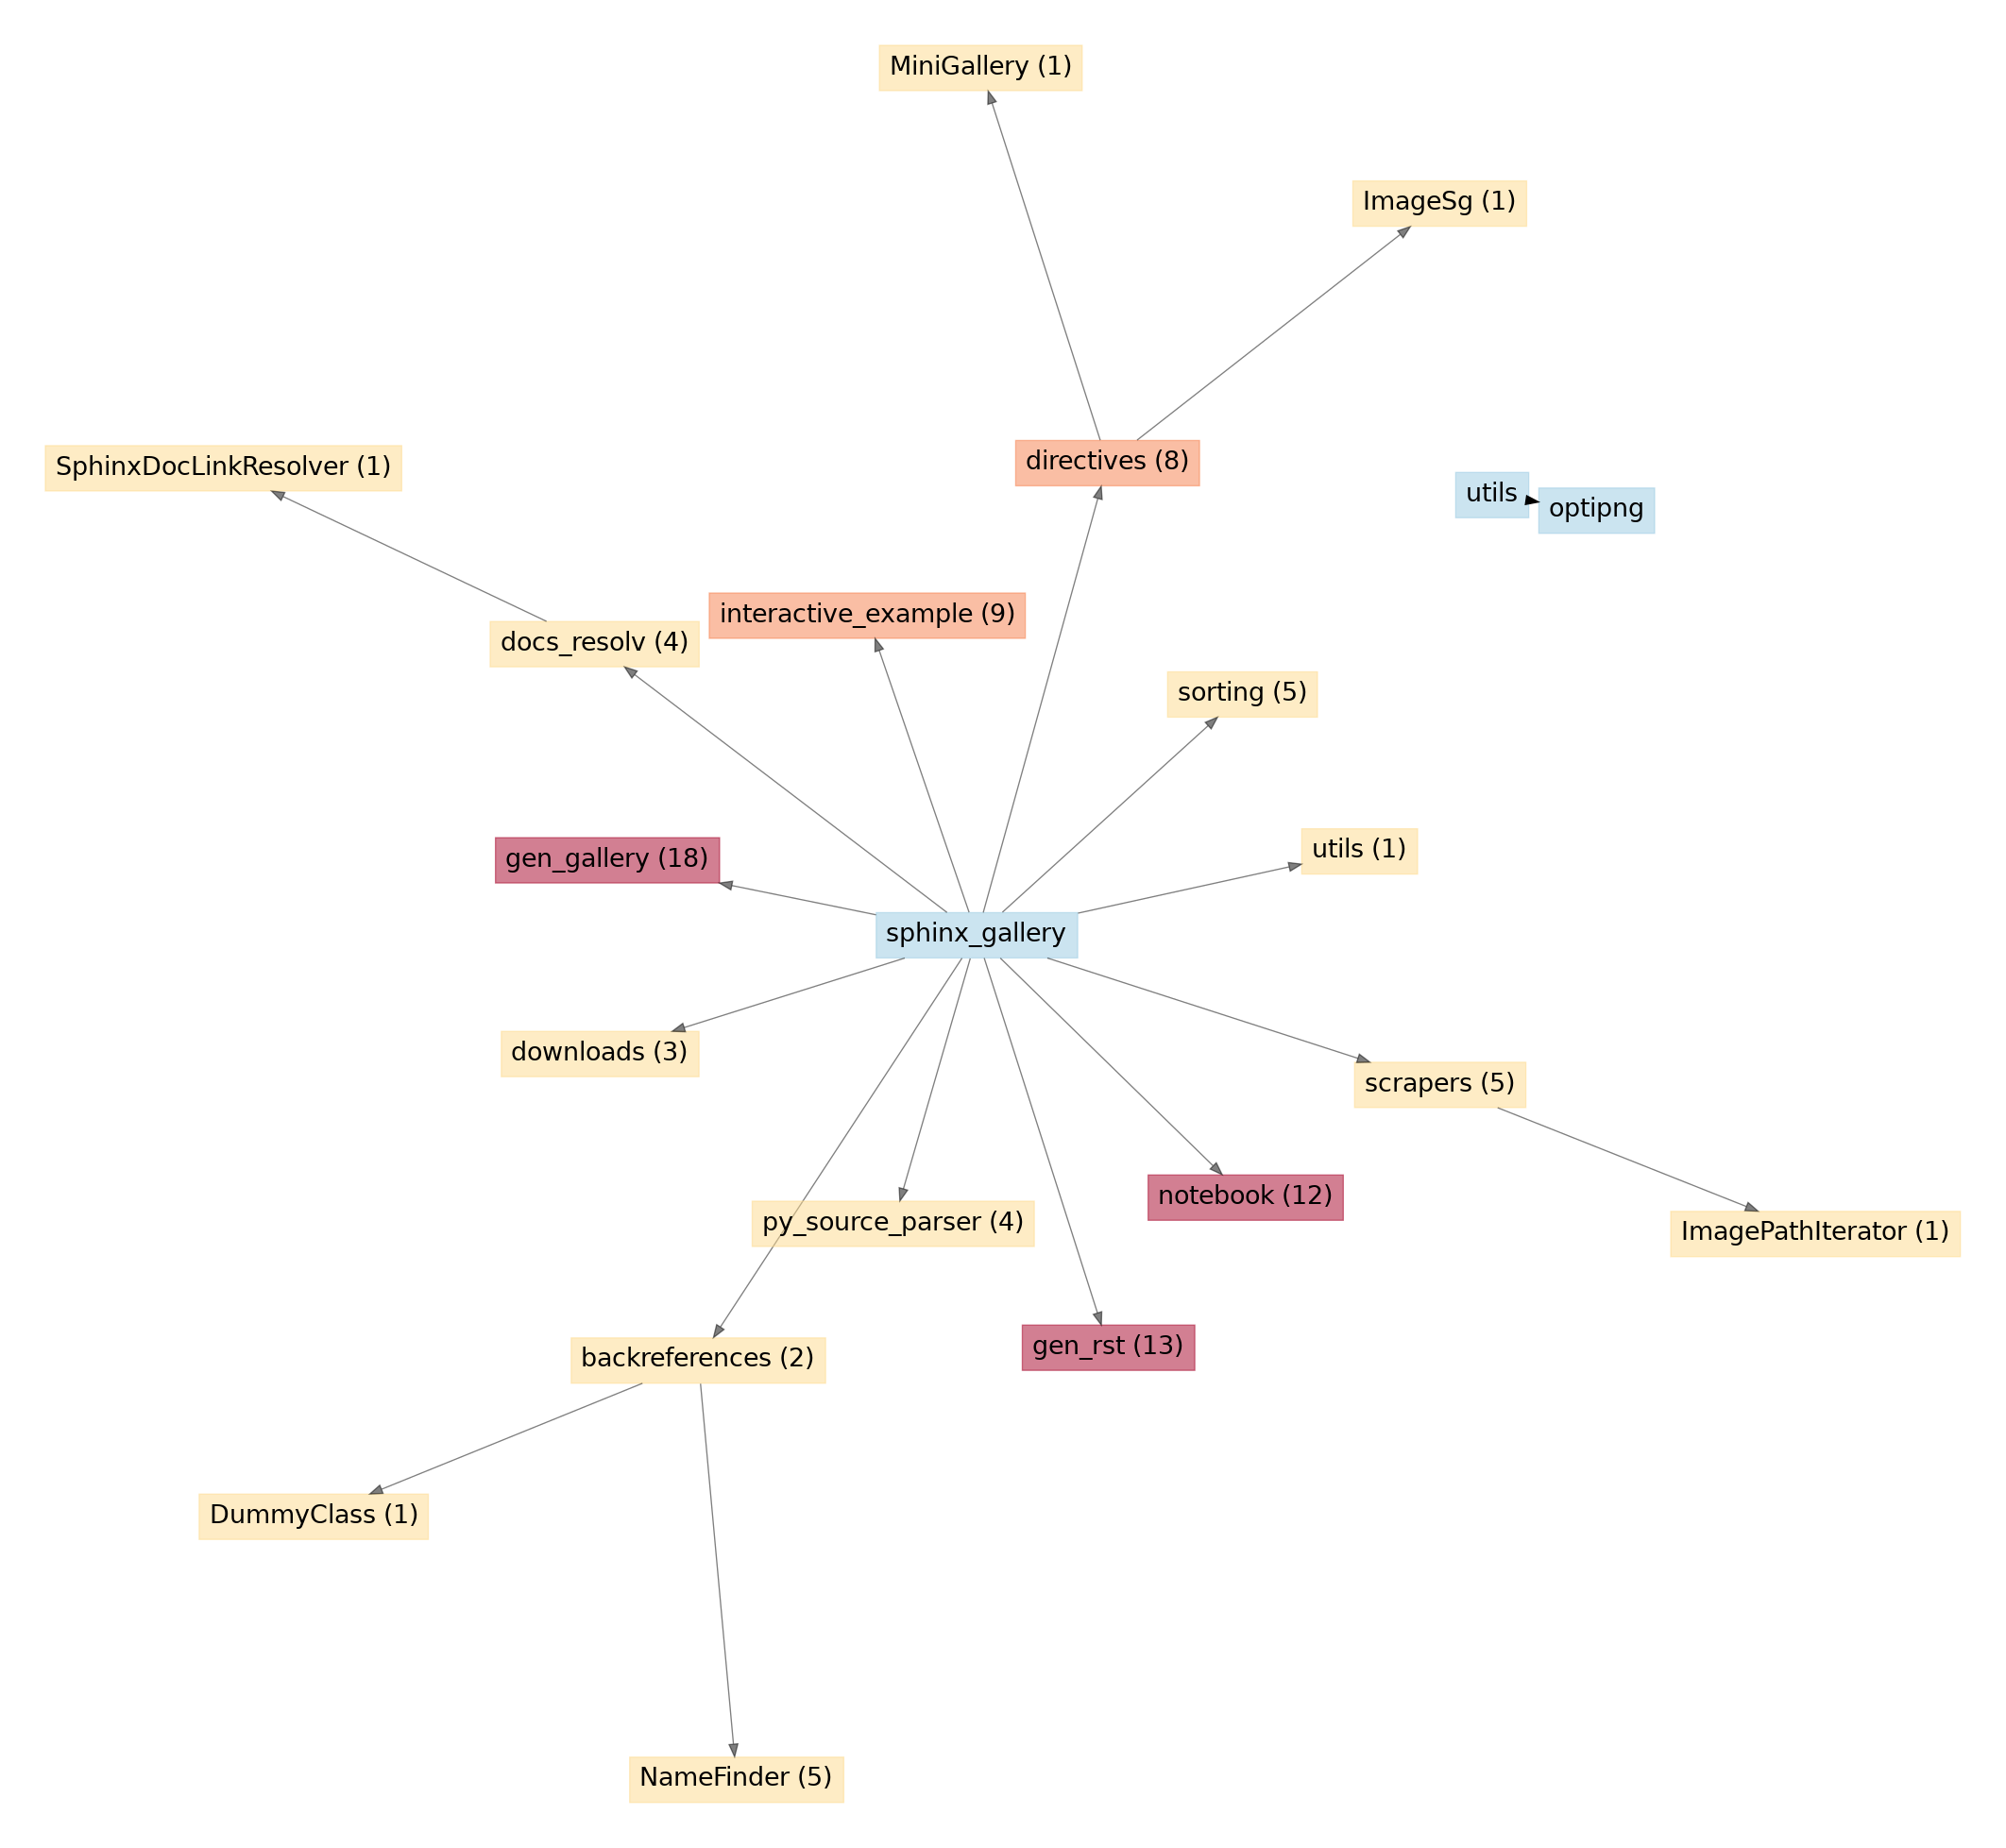 MiniGallery (1)
ImageSg (1)
directives (8)
SphinxDocLinkResolver (1)
utils
optipng
interactive_example (9)
docs_resolv (4)
sorting (5)
utils (1)
gen_gallery (18)
sphinx_gallery
downloads (3)
scrapers (5)
notebook (12)
py_source_parser (4)
ImagePathIterator (1)
gen_rst (13)
backreferences (2)
DummyClass (1)
NameFinder (5)